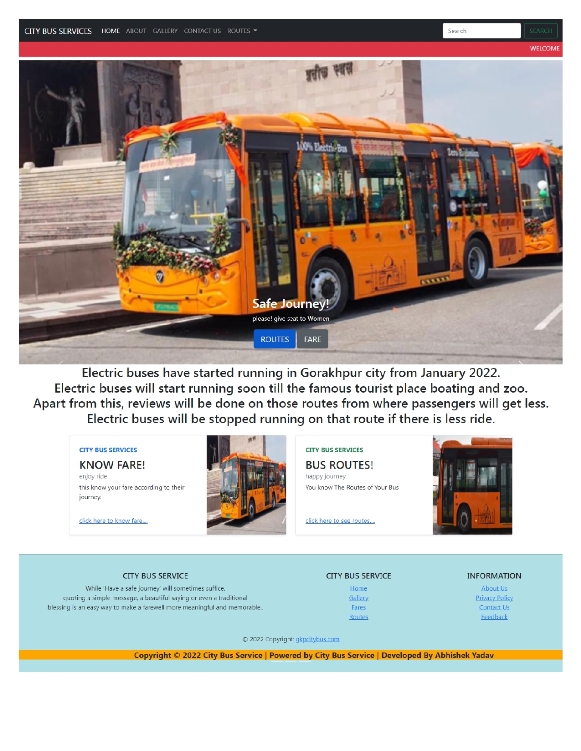 CITY BUS SERVICES HOME ABOUT GALLERY CONTACT US ROUTES Search SEARCH
WELCOME
100% Electric Bus
Safe Journey!
please! give seat to Women
ROUTES FARE
Electric buses have started running in Gorakhpur city from January 2022.
Electric buses will start running soon till the famous tourist place boating and zoo.
Apart from this, reviews will be done on those routes from where passengers will get less.
Electric buses will be stopped running on that route if there is less ride.
CITY BUS SERVICES
KNOW FARE!
enjoy ride
this know your fare according to their
journey.
click here to know fare...
CITY BUS SERVICES
BUS ROUTES!
happy journey
You know The Routes of Your Bus
click here to see routes...
CITY BUS SERVICE
While 'Have a safe journey' will sometimes suffice,
quoting a simple message, a beautiful saying or even a traditional
blessing is an easy way to make a farewell more meaningful and memorable..
CITY BUS SERVICE
Home
Gallery
Fares
Routes
INFORMATION
About Us
Privacy Policy
Contact Us
Feedback
© 2022 Copyright: gkpcitybus.com
Copyright © 2022 City Bus Service | Powered by City Bus Service | Developed By Abhishek Yadav